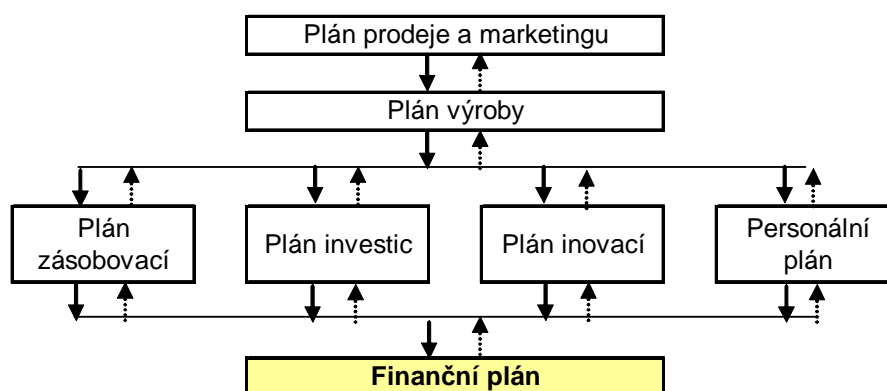 Plán prodeje a marketingu
Plán výroby
Plán
zásobovací
Plán investic
Plán inovací
Personální
plán
Finanční plán